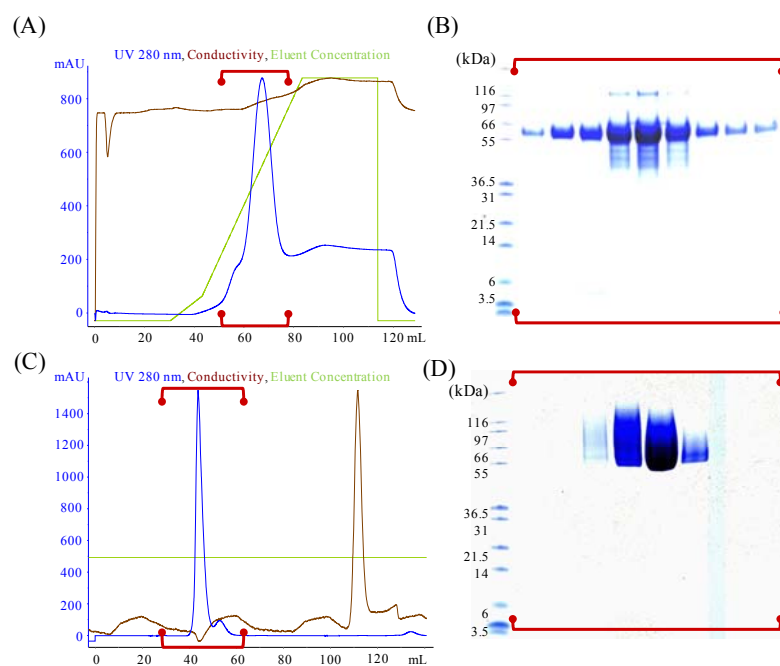 (A)
UV 280 nm, Conductivity, Eluent Concentration
mAU
800
600
400
200
0
0 20 40 60 80 100 120 mL
(B)
(kDa)
116
97
66
55
36.5
31
21.5
14
6
3.5
(C)
UV 280 nm, Conductivity, Eluent Concentration
mAU
1400
1200
1000
800
600
400
200
0
0 20 40 60 80 100 120 mL
(D)
(kDa)
116
97
66
55
36.5
31
21.5
14
6
3.5